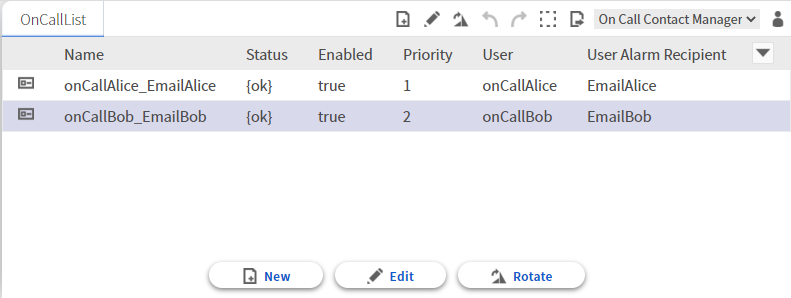 OnCallList
On Call Contact Manager
Name Status Enabled Priority User User Alarm Recipient
onCallAlice_EmailAlice {ok} true 1 onCallAlice EmailAlice
onCallBob_EmailBob {ok} true 2 onCallBob EmailBob
New Edit Rotate